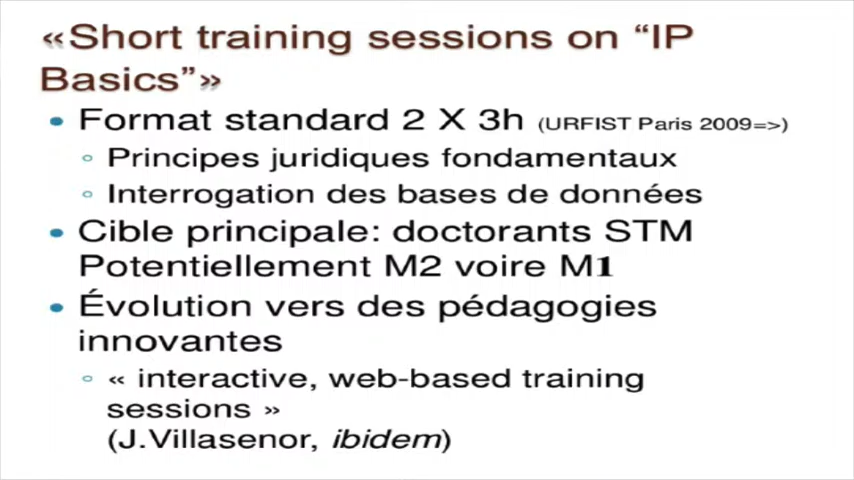 «Short training sessions on “IP
Basics”»
• Format standard 2 X 3h (URFIST Paris 2009=>)
◦ Principes juridiques fondamentaux
◦ Interrogation des bases de données
• Cible principale: doctorants STM
Potentiellement M2 voire M1
• Évolution vers des pédagogies
innovantes
◦ « interactive, web-based training
sessions »
(J.Villasenor, ibidem)